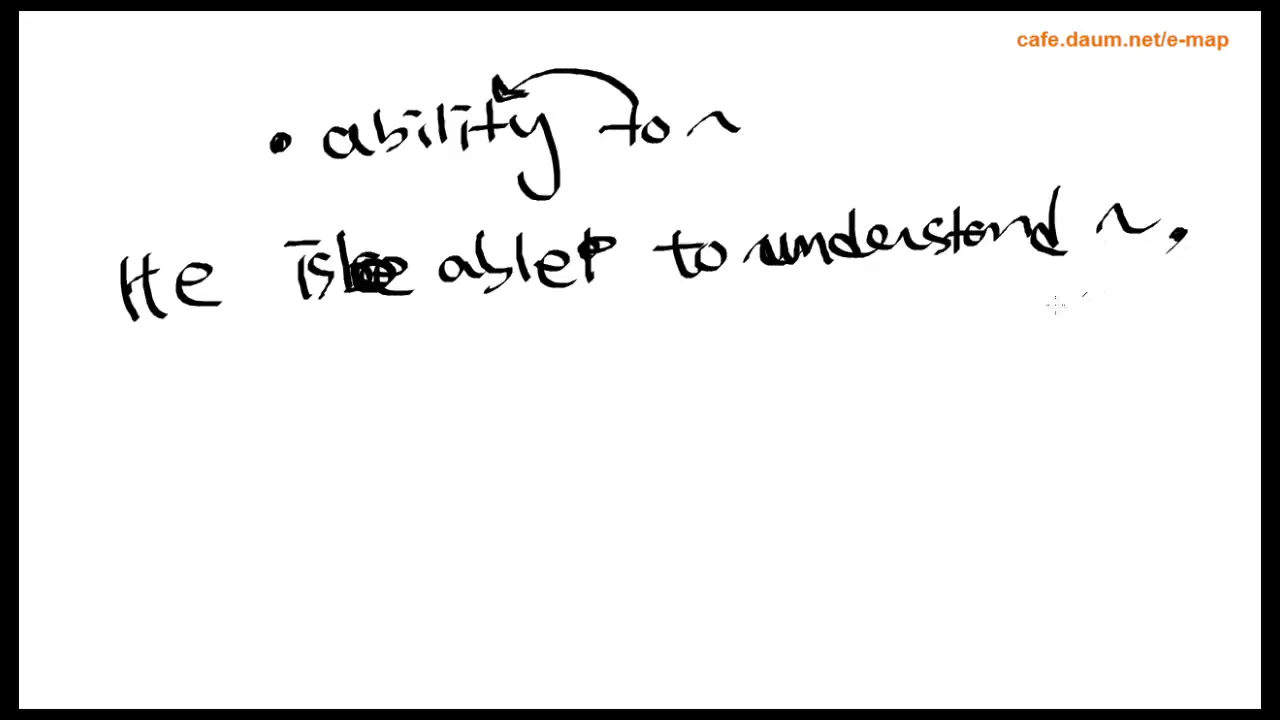 cafe.daum.net/e-map
• ability to ~
He is able to understand ~.